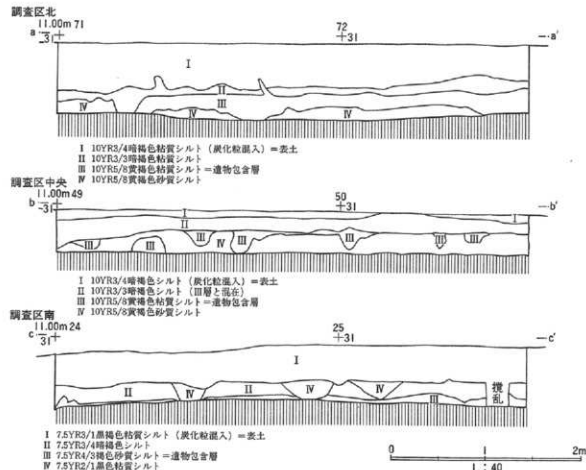 調査区北
11.00m 71
72
a -31
31
a'
I
II
III
IV
IV
IV
I 10YR3/4暗褐色粘質シルト（炭化粒混入）=表土
II 10YR3/3暗褐色粘質シルト
III 10YR5/8黄褐色粘質シルト=遺物包含層
IV 10YR5/8黄褐色砂質シルト
調査区中央
11.00m 49
50
b -31
31
b'
I
I
II
III
III
III
IV
III
III
III
III
I 10YR3/4暗褐色シルト（炭化粒混入）=表土
II 10YR3/3暗褐色シルト（III層と混在）
III 10YR5/8黄褐色粘質シルト=遺物包含層
IV 10YR5/8黄褐色砂質シルト
調査区南
11.00m 24
25
c 31
31
c'
I
II
IV
II
IV
IV
III
攪乱
I 7.5YR3/1黒褐色粘質シルト（炭化粒混入）=表土
II 7.5YR3/4暗褐色シルト
III 7.5YR4/3褐色砂質シルト=遺物包含層
IV 7.5YR2/1黒色粘質シルト
0 1 2m
1:40